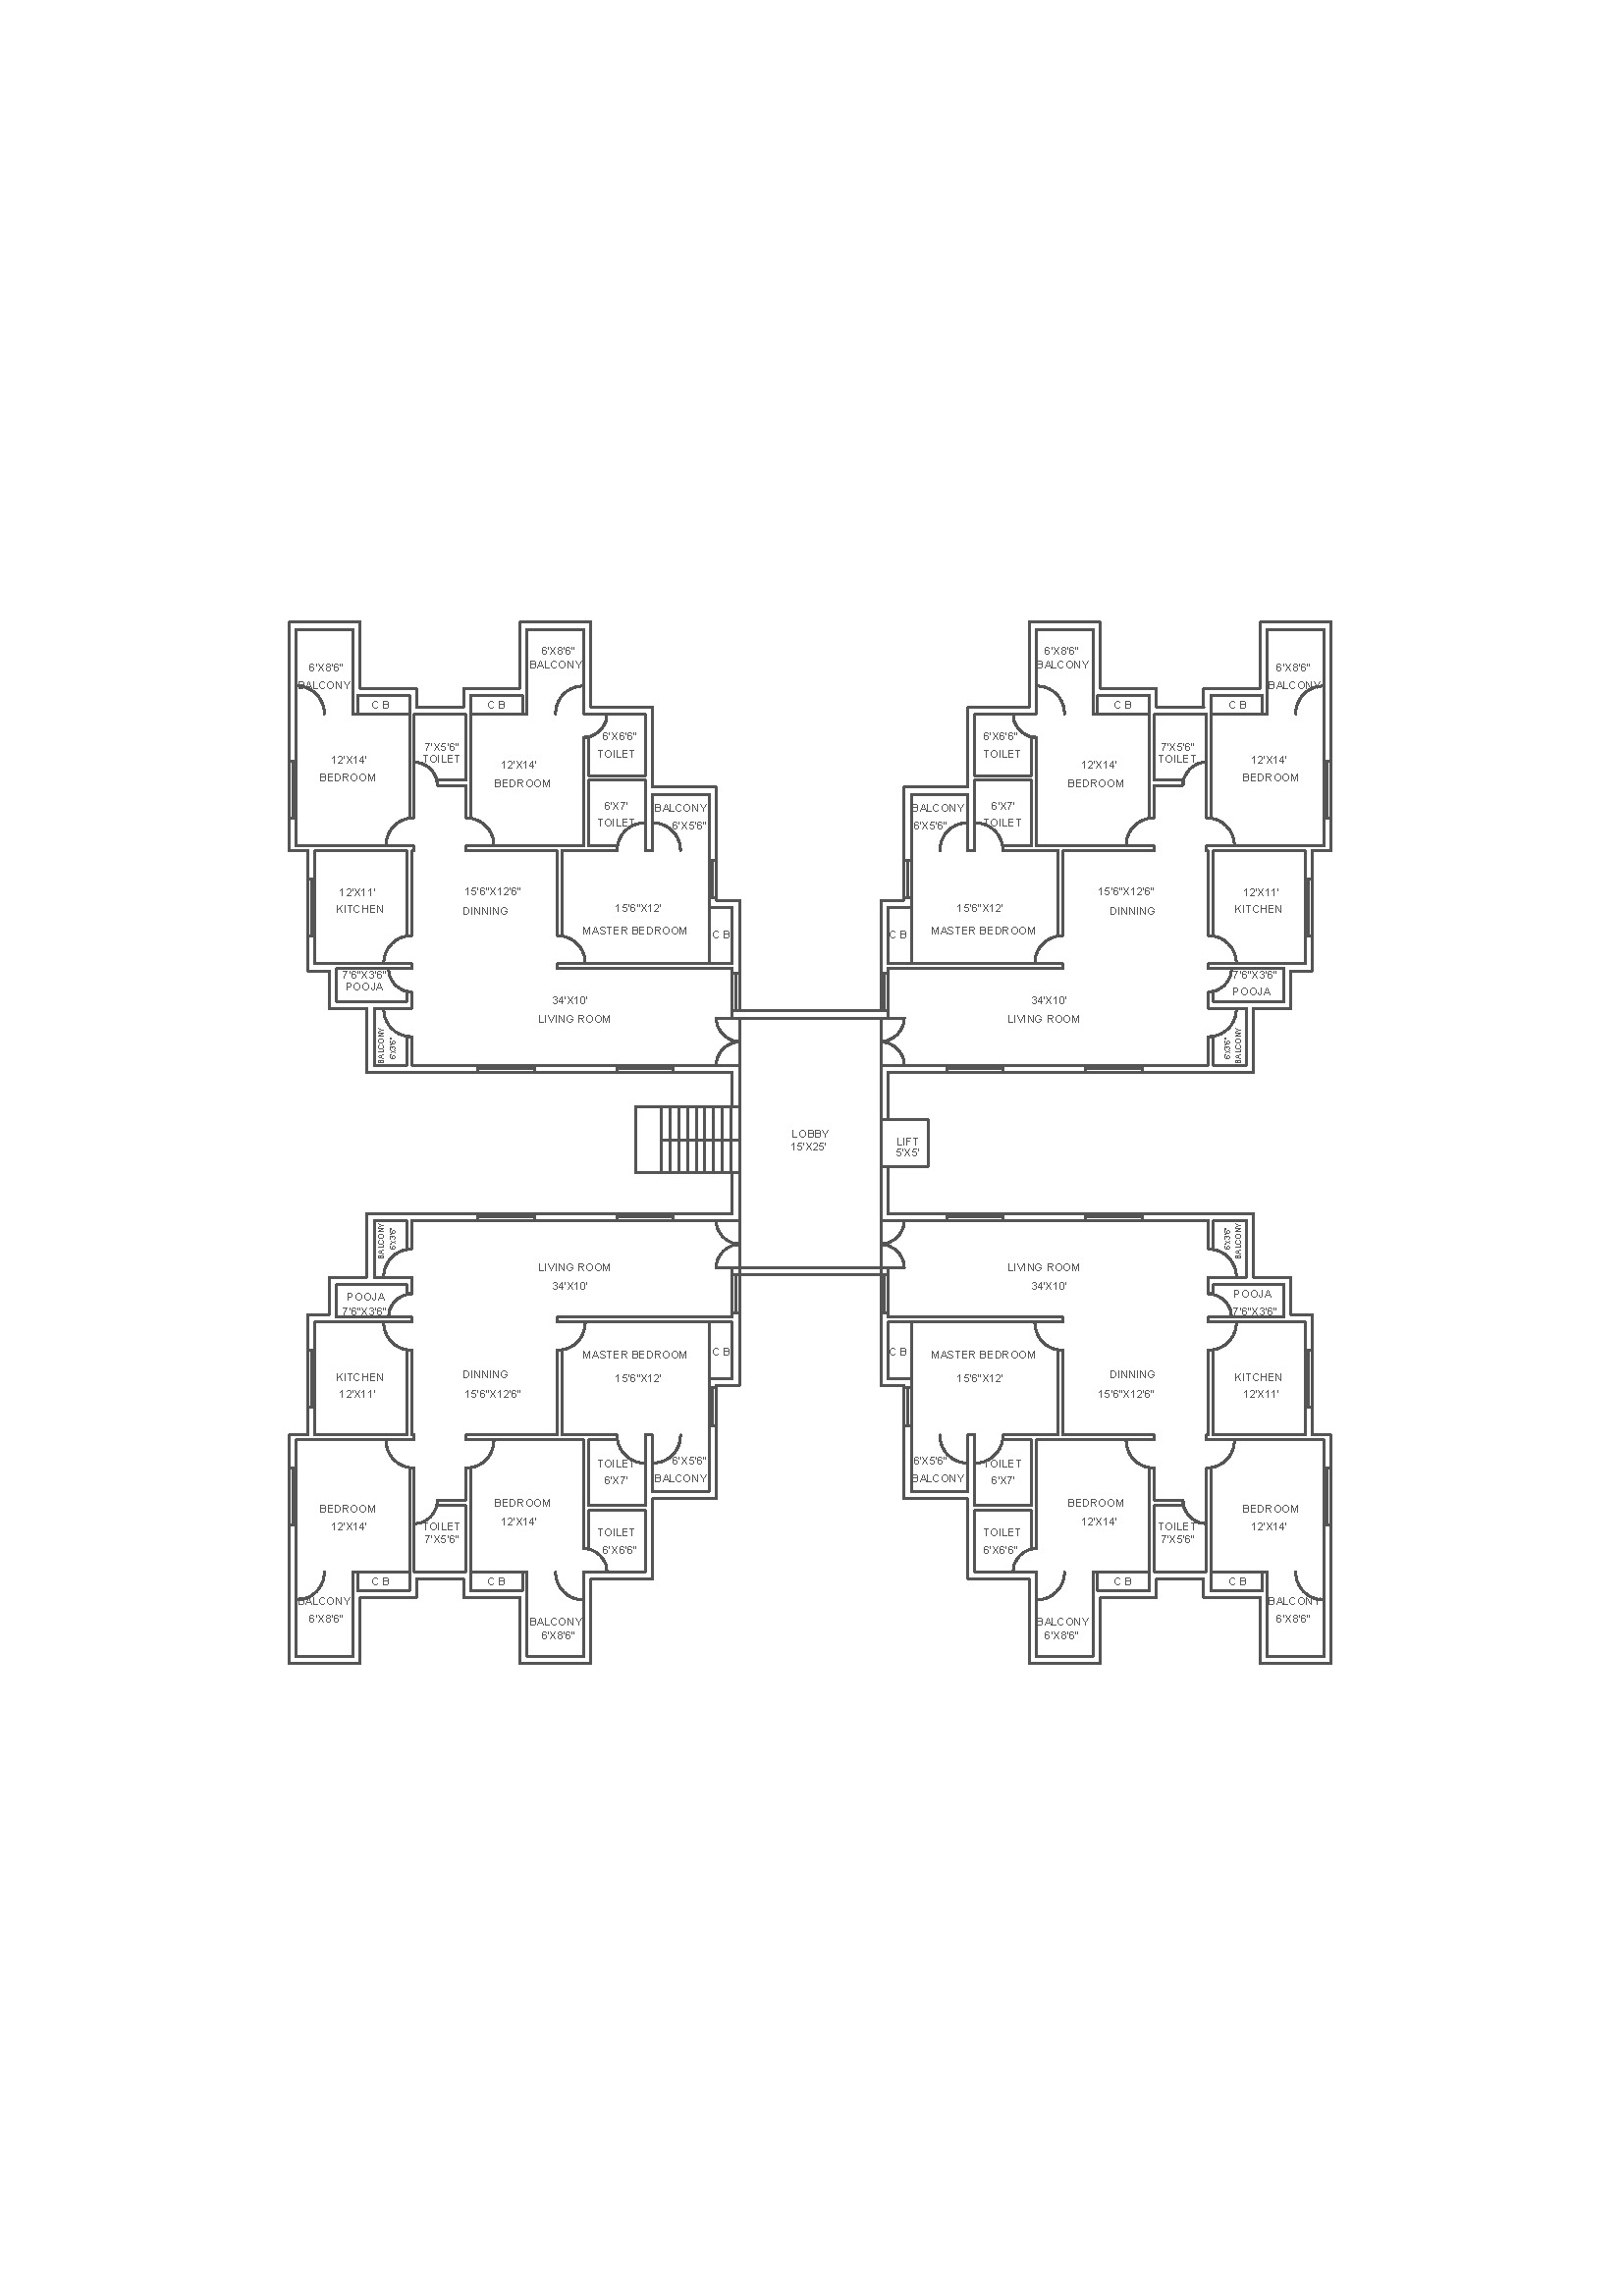 6'X8'6"
BALCONY
C B
12'X14'
BEDROOM
7'X5'6"
TOILET
6'X8'6"
BALCONY
C B
12'X14'
BEDROOM
6'X6'6"
TOILET
6'X7'
TOILET
BALCONY
6'X5'6"
12'X11'
KITCHEN
15'6"X12'6"
DINNING
15'6"X12'
MASTER BEDROOM
C B
7'6"X3'6"
POOJA
34'X10'
LIVING ROOM
BALCONY
6'X3'6"
6'X8'6"
BALCONY
C B
12'X14'
BEDROOM
6'X6'6"
TOILET
6'X7'
TOILET
BALCONY
6'X5'6"
7'X5'6"
TOILET
6'X8'6"
BALCONY
C B
12'X14'
BEDROOM
C B
15'6"X12'
MASTER BEDROOM
15'6"X12'6"
DINNING
12'X11'
KITCHEN
34'X10'
LIVING ROOM
7'6"X3'6"
POOJA
6'X3'6"
BALCONY
LOBBY
15'X25'
LIFT
5'X5'
BALCONY
6'X3'6"
LIVING ROOM
34'X10'
POOJA
7'6"X3'6"
KITCHEN
12'X11'
DINNING
15'6"X12'6"
MASTER BEDROOM
15'6"X12'
C B
BEDROOM
12'X14'
TOILET
7'X5'6"
BEDROOM
12'X14'
TOILET
6'X7'
TOILET
6'X6'6"
6'X5'6"
BALCONY
C B
C B
BALCONY
6'X8'6"
BALCONY
6'X8'6"
LIVING ROOM
34'X10'
6'X3'6"
BALCONY
POOJA
7'6"X3'6"
C B
MASTER BEDROOM
15'6"X12'
DINNING
15'6"X12'6"
KITCHEN
12'X11'
6'X5'6"
BALCONY
TOILET
6'X7'
TOILET
6'X6'6"
BEDROOM
12'X14'
TOILET
7'X5'6"
BEDROOM
12'X14'
C B
C B
BALCONY
6'X8'6"
BALCONY
6'X8'6"